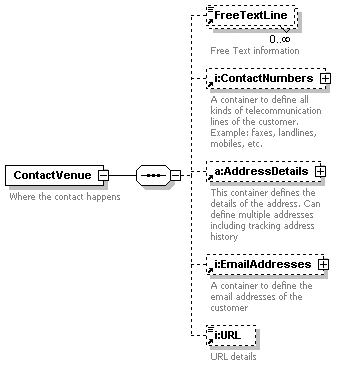 FreeTextLine
0..∞
Free Text information
i:ContactNumbers
A container to define all
kinds of telecommunication
lines of the customer.
Example: faxes, landlines,
mobiles, etc.
ContactVenue
Where the contact happens
a:AddressDetails
This container defines the
details of the address. Can
define multiple addresses
including tracking address
history
i:EmailAddresses
A container to define the
email addresses of the
customer
i:URL
URL details